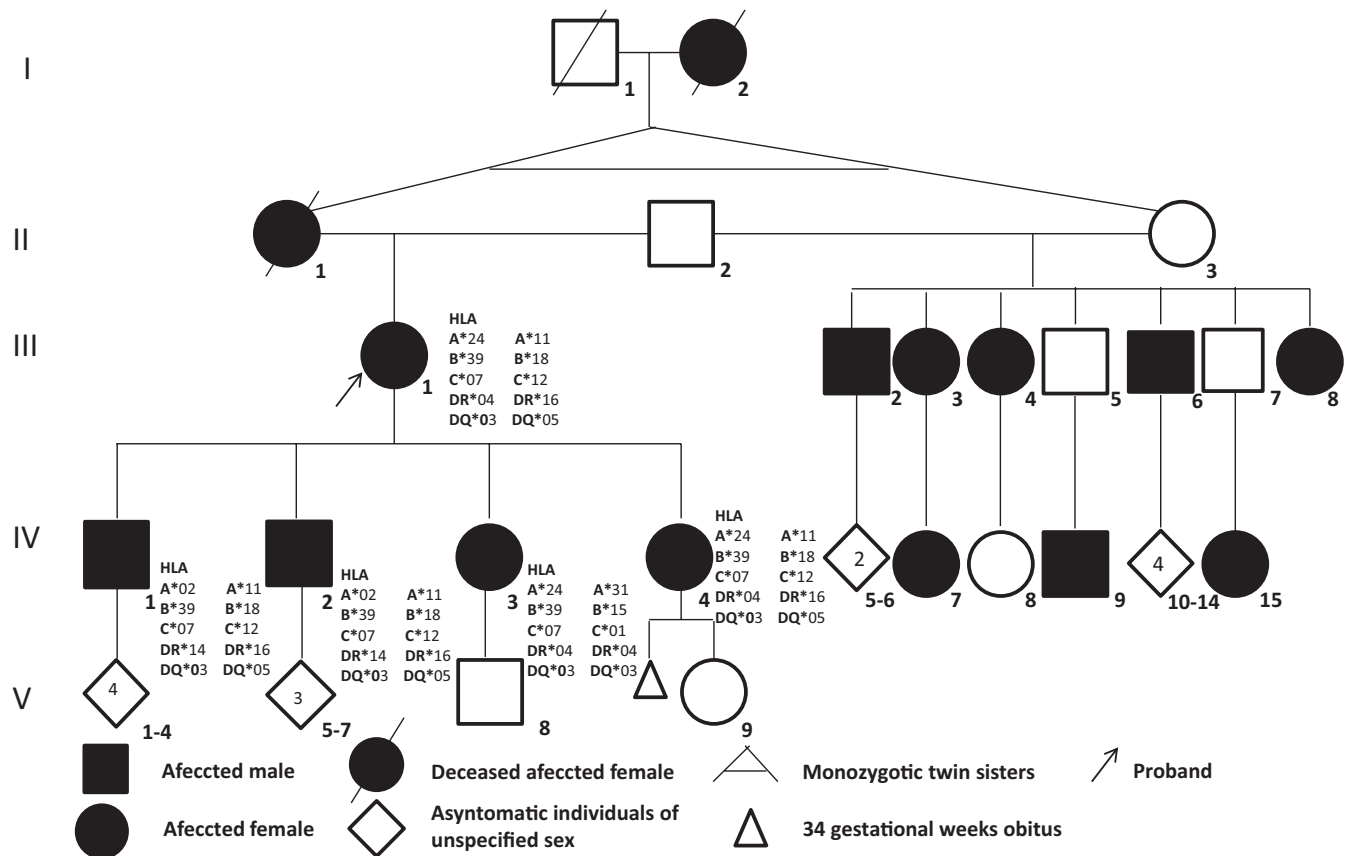 I
1
2
II
1
2
3
III
HLA
A*24 A*11
B*39 B*18
C*07 C*12
DR*04 DR*16
DQ*03 DQ*05
1
2
3
4
5
6
7
8
IV
HLA
A*02 A*11
B*39 B*18
C*07 C*12
DR*14 DR*16
DQ*03 DQ*05
1
HLA
A*02 A*11
B*39 B*18
C*07 C*12
DR*14 DR*16
DQ*03 DQ*05
2
HLA
A*24 A*31
B*39 B*15
C*07 C*01
DR*04 DR*04
DQ*03 DQ*03
3
HLA
A*24 A*11
B*39 B*18
C*07 C*12
DR*04 DR*16
DQ*03 DQ*05
4
2
5-6
7
8
9
4
10-14
15
V
4
1-4
3
5-7
8
9
Afeccted male
Deceased afeccted female
Monozygotic twin sisters
Proband
Afeccted female
Asyntomatic individuals of
unspecified sex
34 gestational weeks obitus